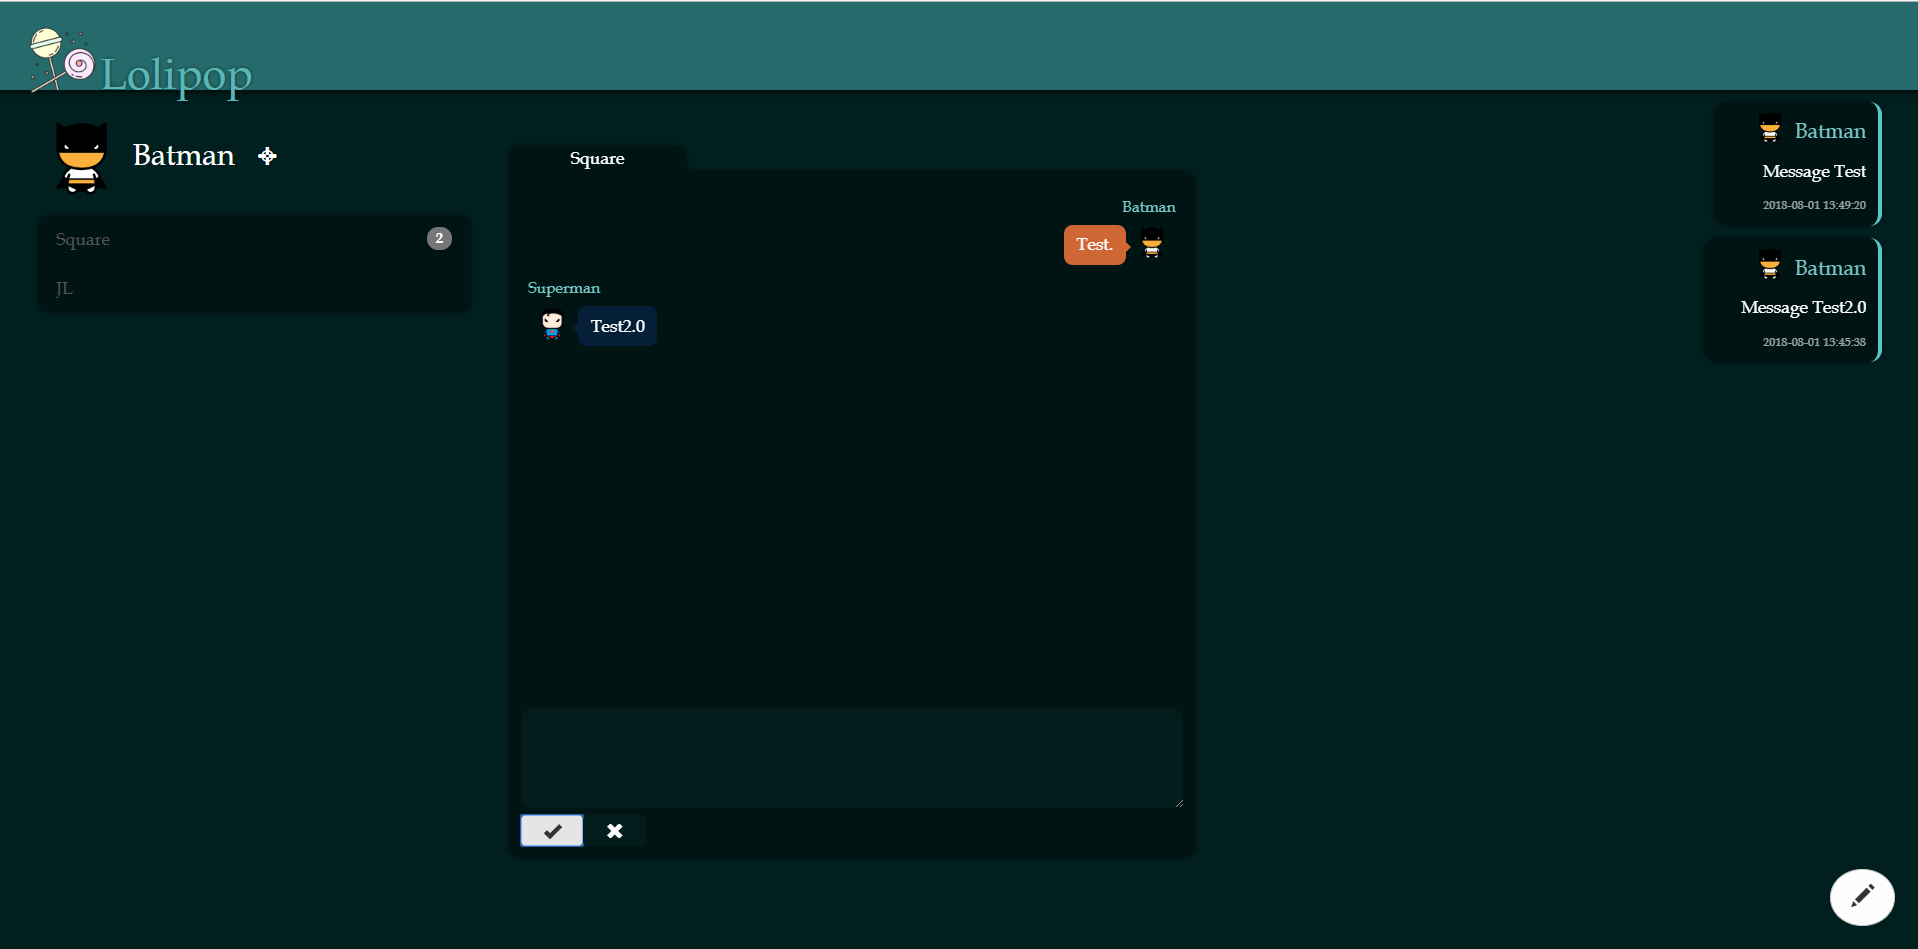 Lolipop
Batman
Square 2
JL
Square
Batman
Test.
Superman
Test2.0
Batman
Message Test
2018-08-01 13:49:20
Batman
Message Test2.0
2018-08-01 13:45:38